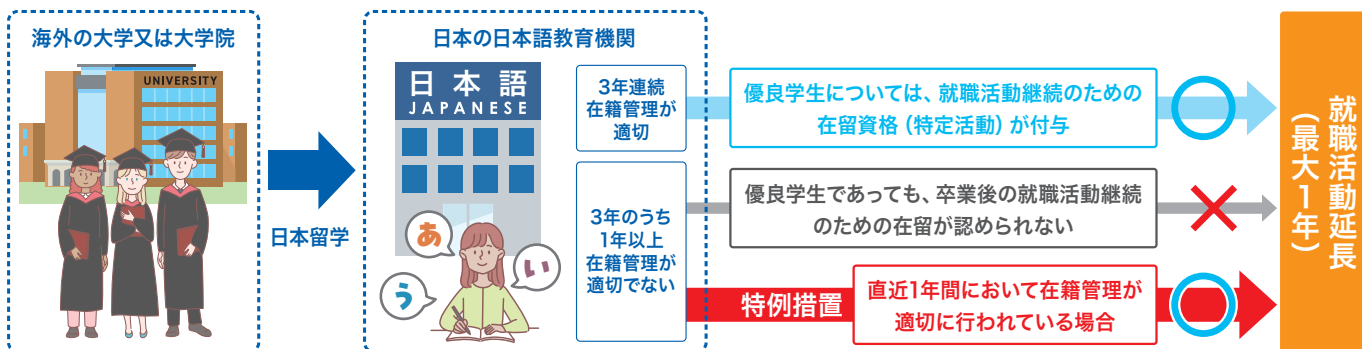 海外の大学又は大学院
UNIVERSITY
日本留学
日本の日本語教育機関
日本語
JAPANESE
あ
い
う
3年連続
在籍管理が
適切
3年のうち
1年以上
在籍管理が
適切でない
優良学生については、就職活動継続のための
在留資格(特定活動)が付与
優良学生であっても、卒業後の就職活動継続
のための在留が認められない
特例措置
直近1年間において在籍管理が
適切に行われている場合
就職活動延長
(最大1年)